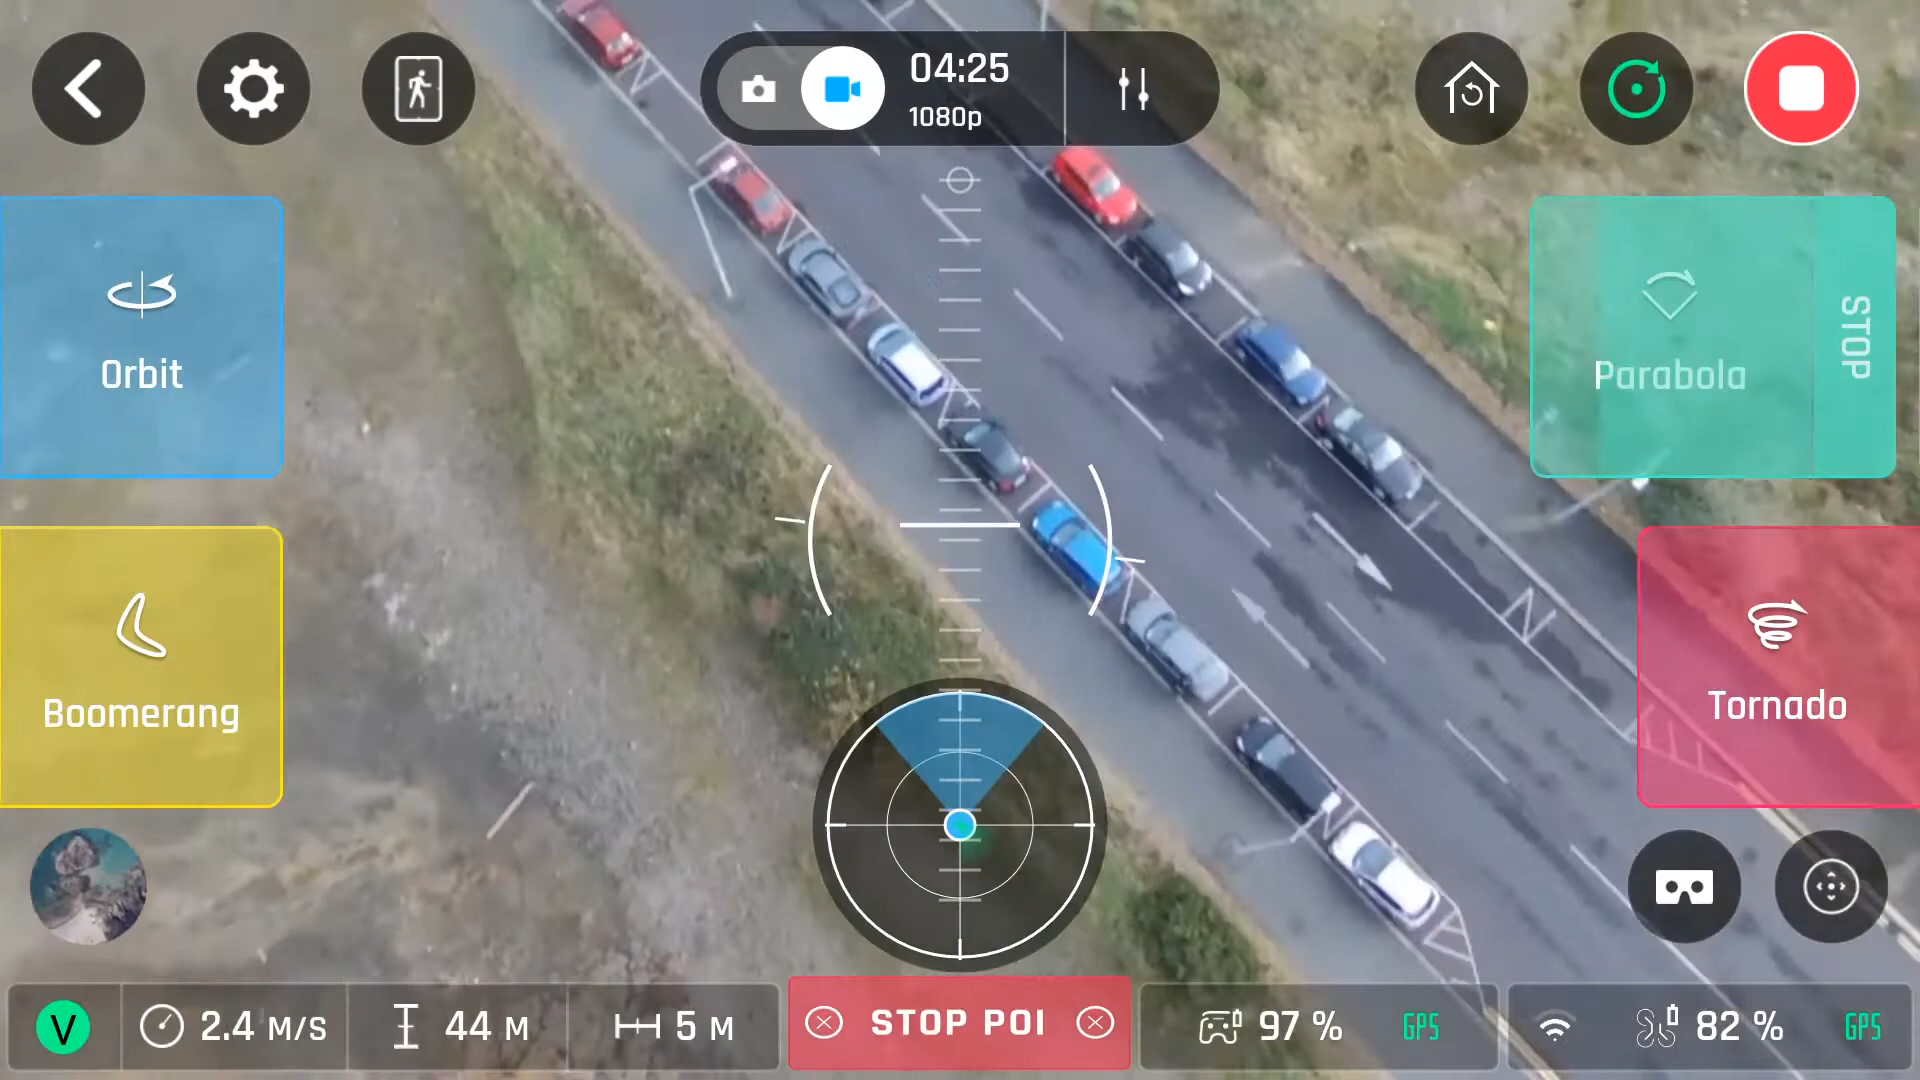 04:25
1080p
Orbit
Parabola
STOP
Boomerang
Tornado
V
2.4 M/S
44 M
5 M
STOP POI
97 %
GPS
82 %
GPS